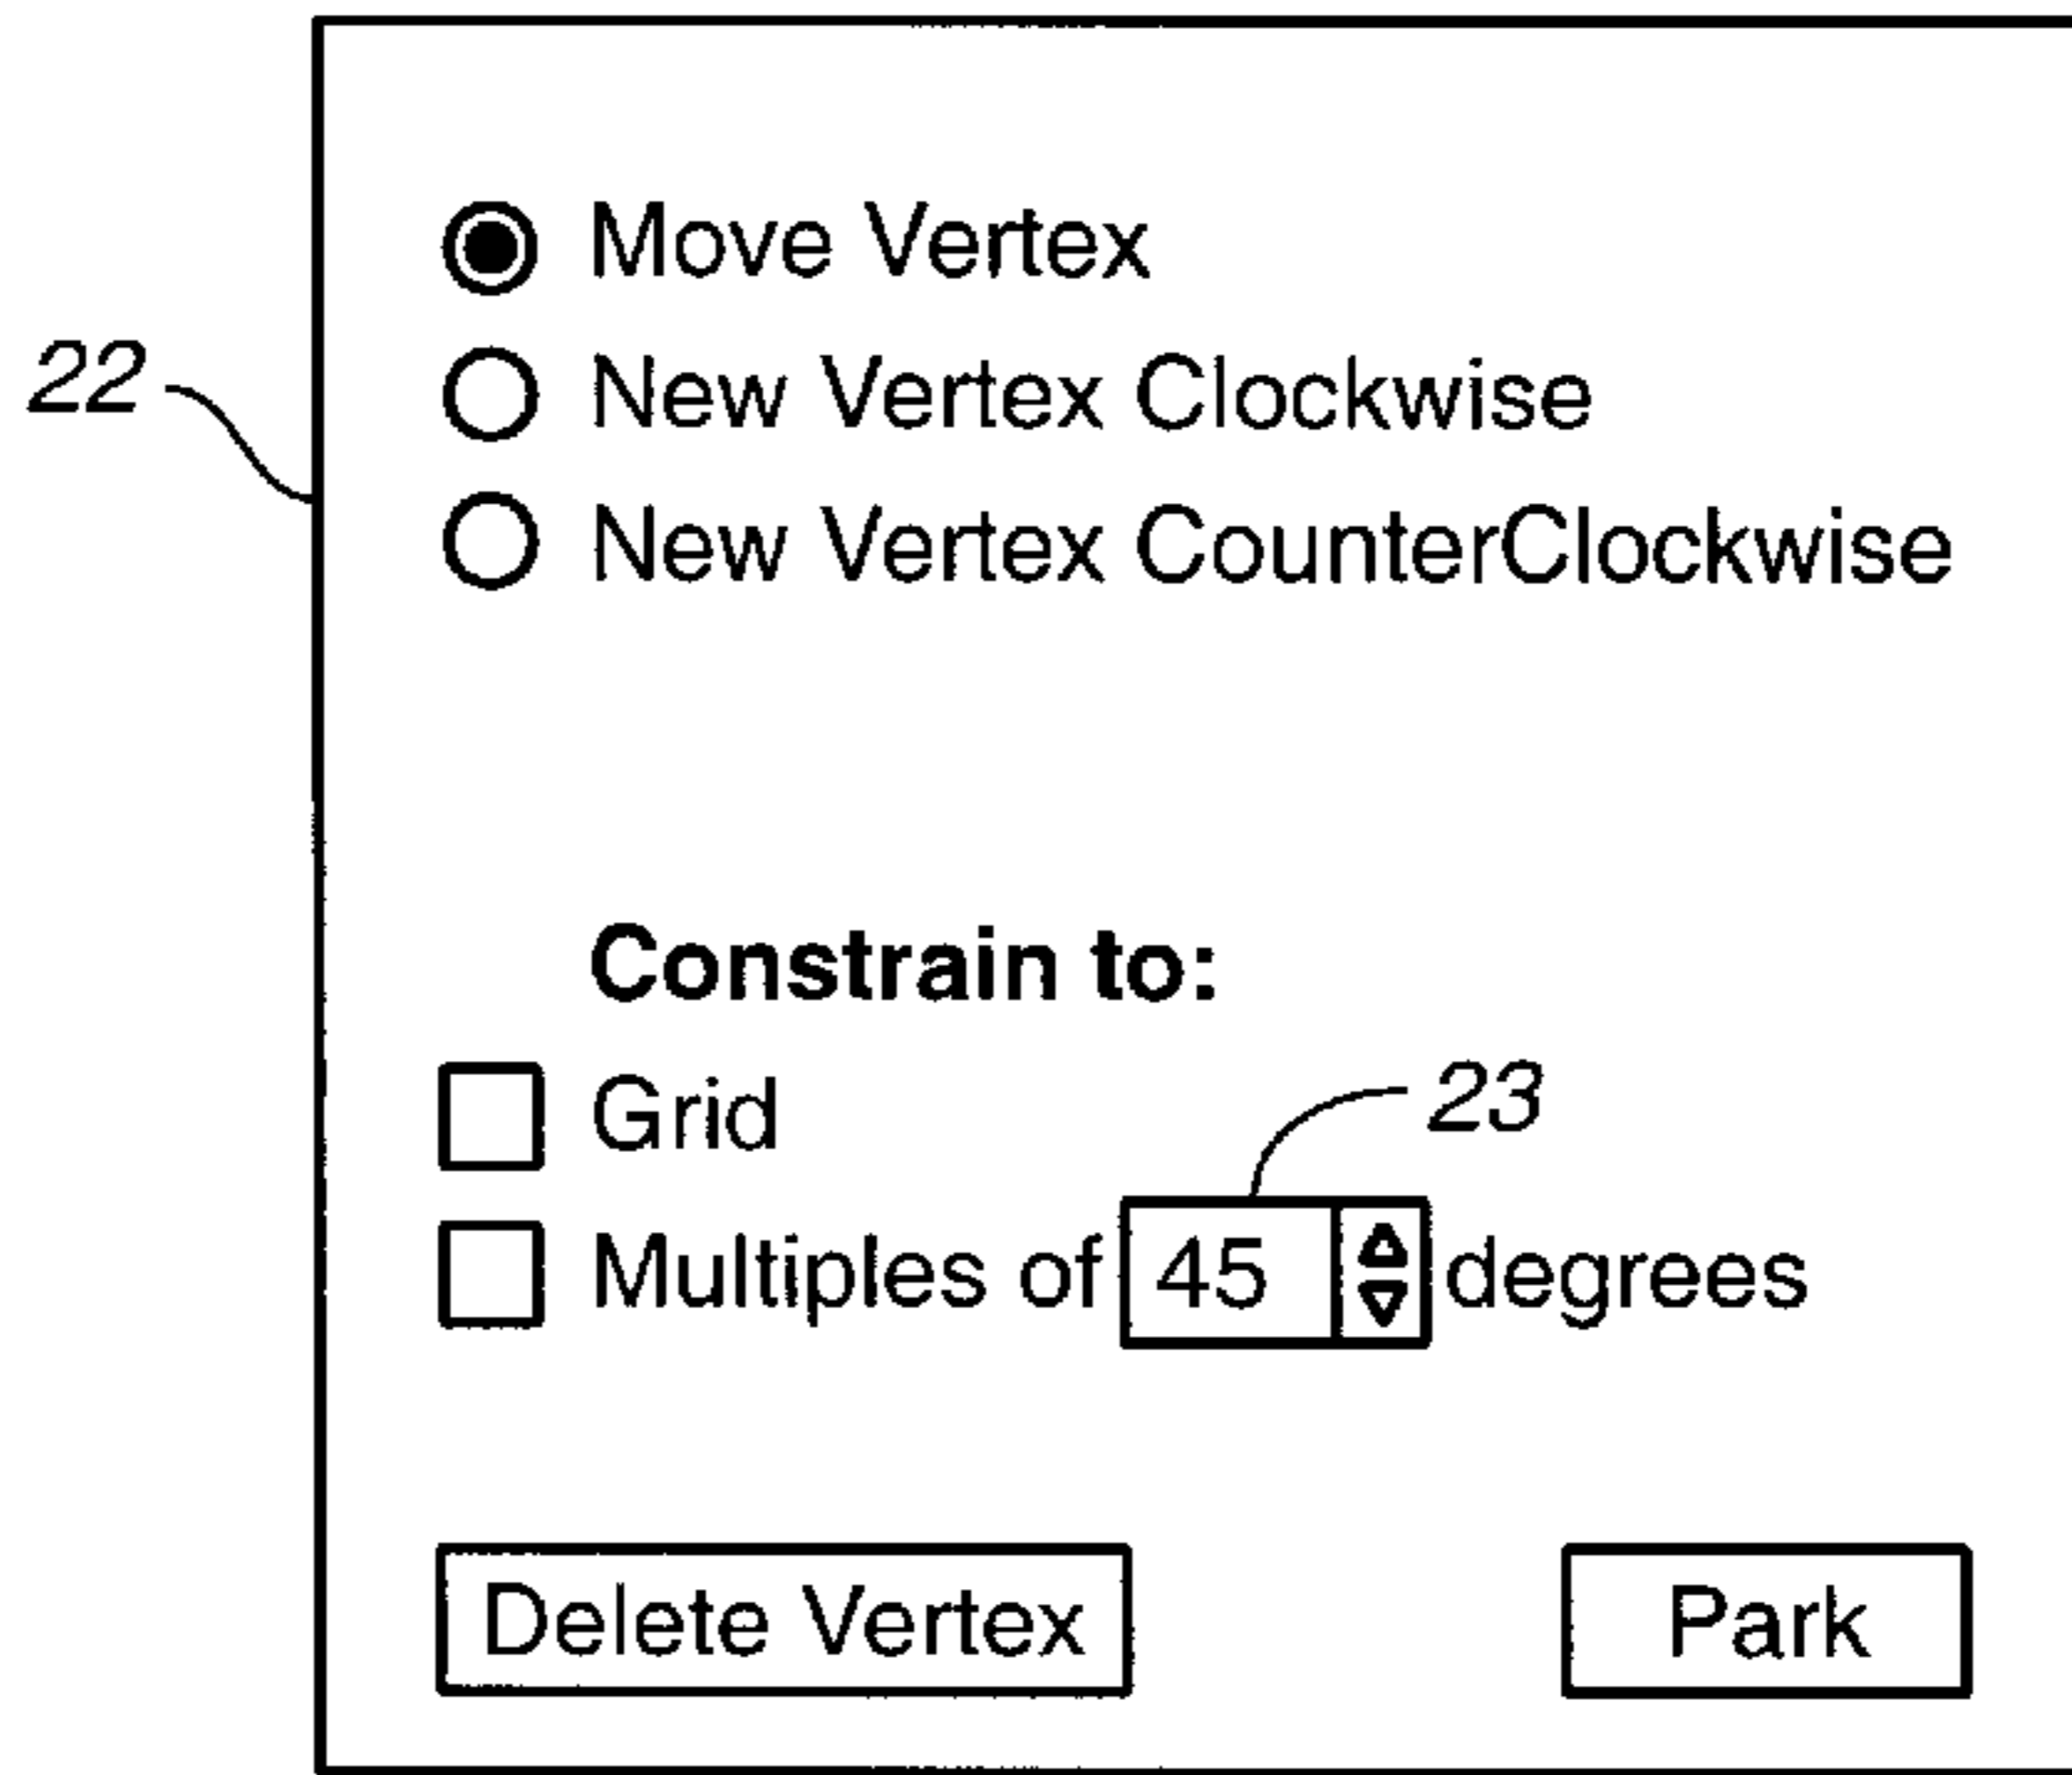 Move Vertex
22
New Vertex Clockwise
New Vertex CounterClockwise
Constrain to:
23
Grid
Multiples of 45 degrees
Delete Vertex
Park